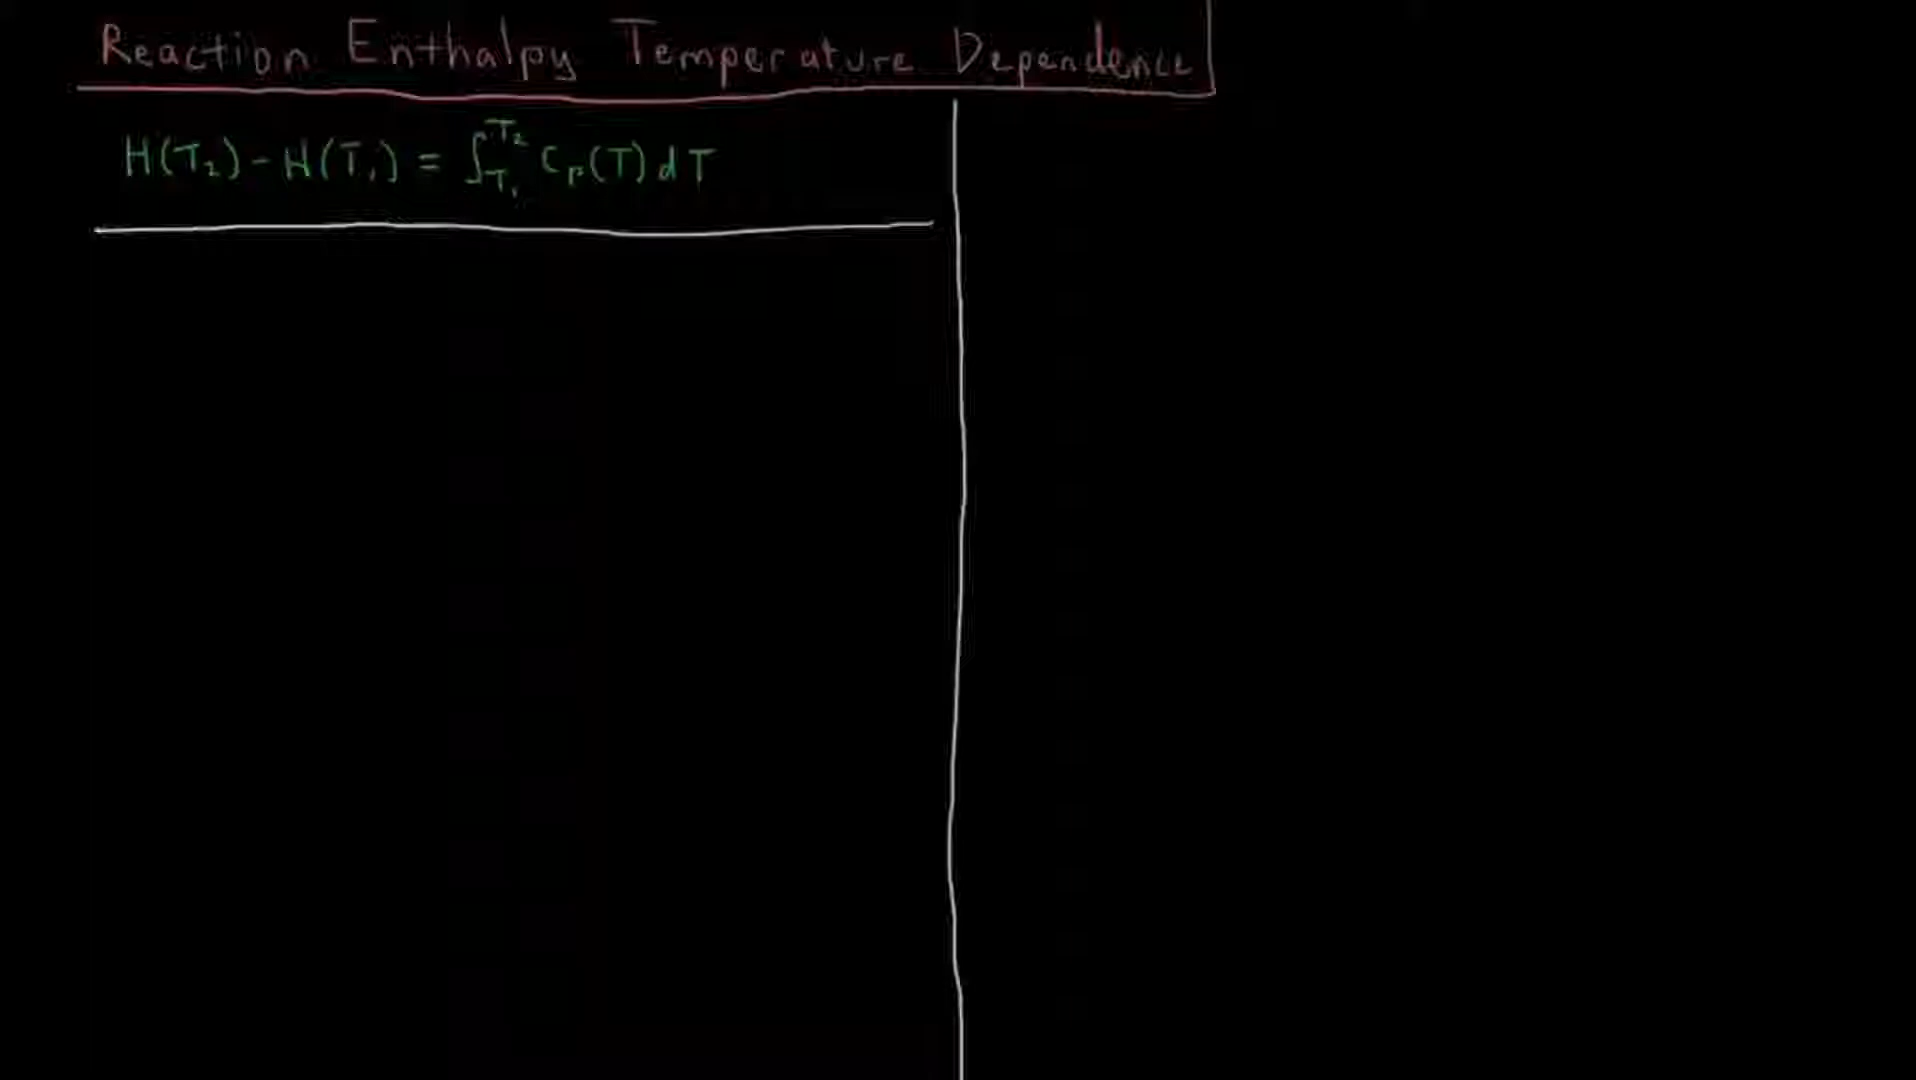 Reaction Enthalpy Temperature Dependence
H(T₂) - H(T₁) = ∫_{T₁}^{T₂} C_P(T) dT